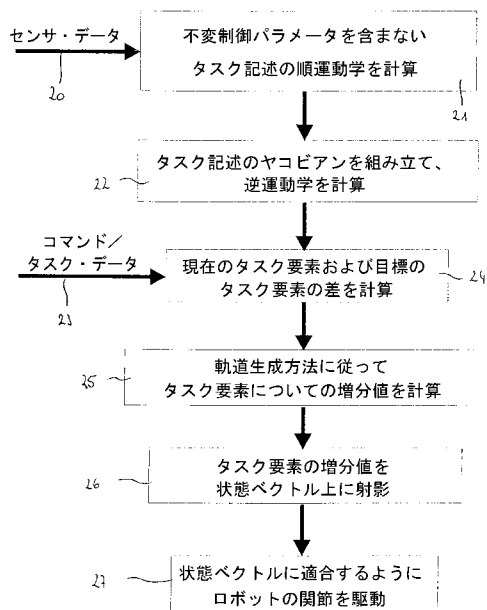 センサ・データ
20
不変制御パラメータを含まない
タスク記述の順運動学を計算
21
タスク記述のヤコビアンを組み立て、
逆運動学を計算
22
コマンド／
タスク・データ
23
現在のタスク要素および目標の
タスク要素の差を計算
24
軌道生成方法に従って
タスク要素についての増分値を計算
25
タスク要素の増分値を
状態ベクトル上に射影
26
状態ベクトルに適合するように
ロボットの関節を駆動
27